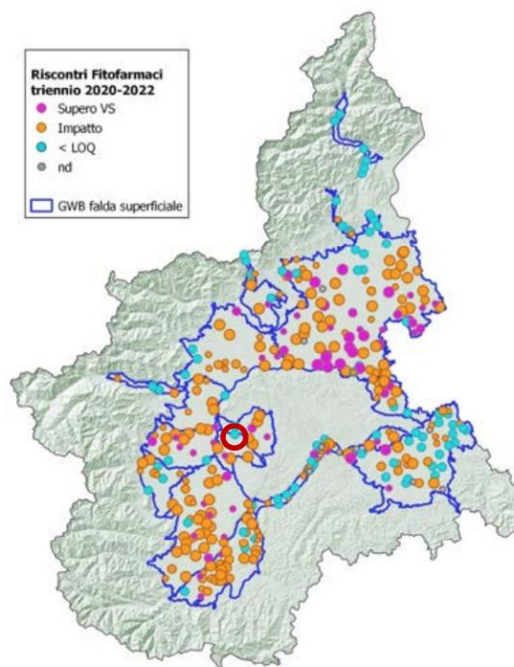 Riscontri Fitofarmaci
triennio 2020-2022
Supero VS
Impatto
< LOQ
nd
GWB falda superficiale